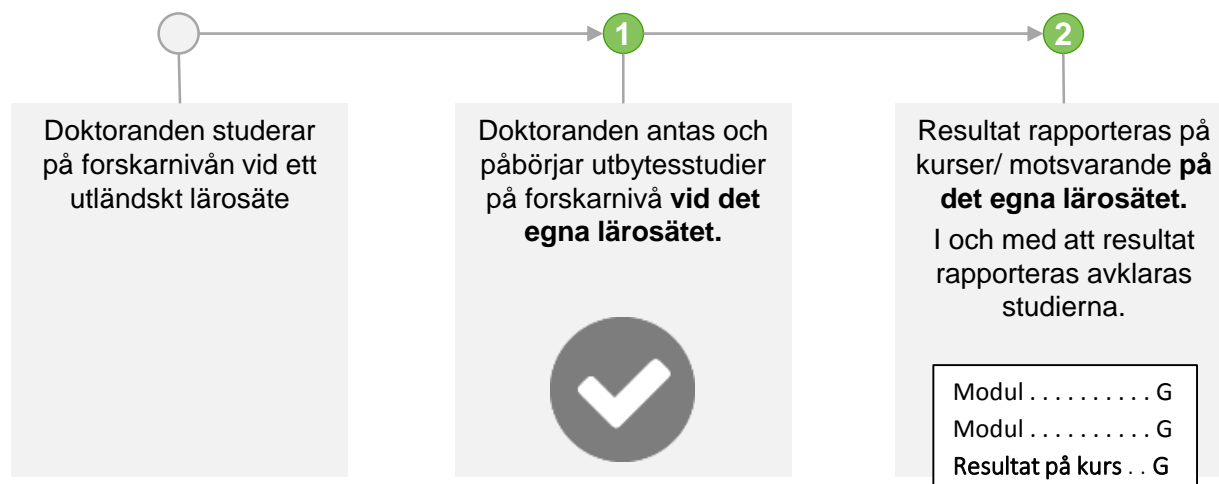 1
2
Doktoranden studerar
på forskarnivån vid ett
utländskt lärosäte
Doktoranden antas och
påbörjar utbytesstudier
på forskarnivå vid det
egna lärosätet.
Resultat rapporteras på
kurser/ motsvarande på
det egna lärosätet.
I och med att resultat
rapporteras avklaras
studierna.
Modul . . . . . . . . . . G
Modul . . . . . . . . . . G
Resultat på kurs . . G